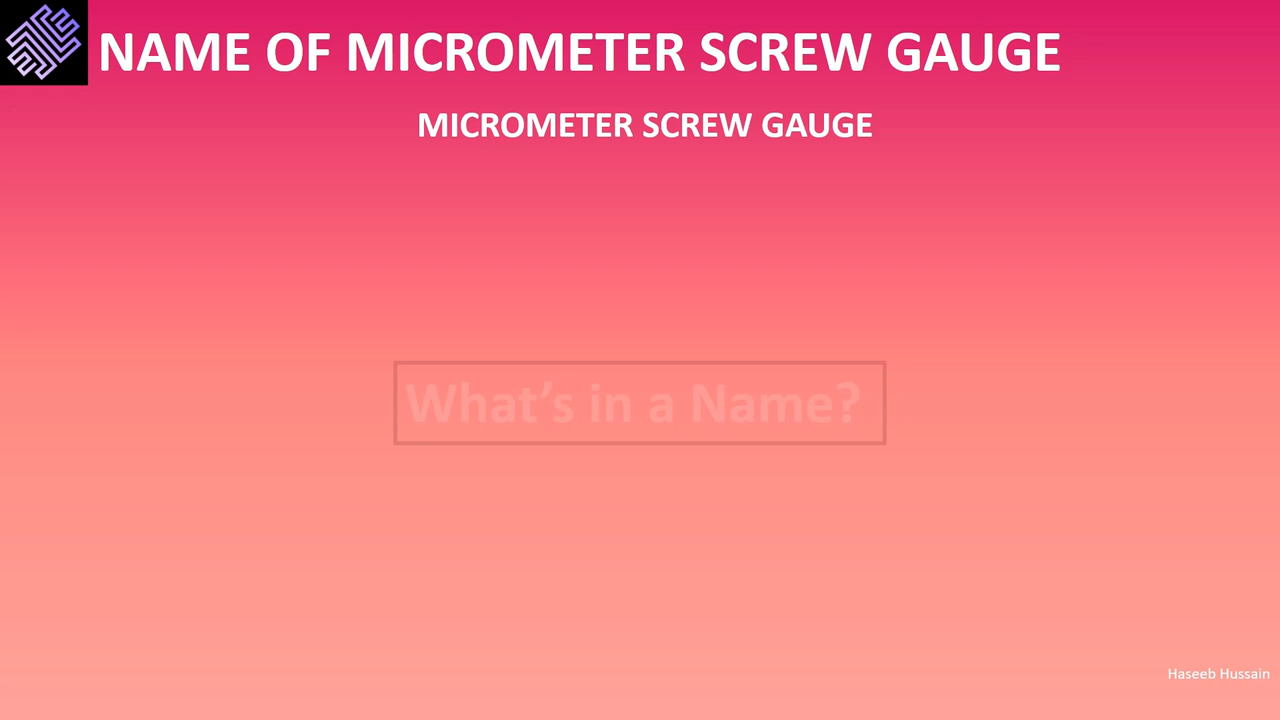 NAME OF MICROMETER SCREW GAUGE
MICROMETER SCREW GAUGE
What’s in a Name?
Haseeb Hussain